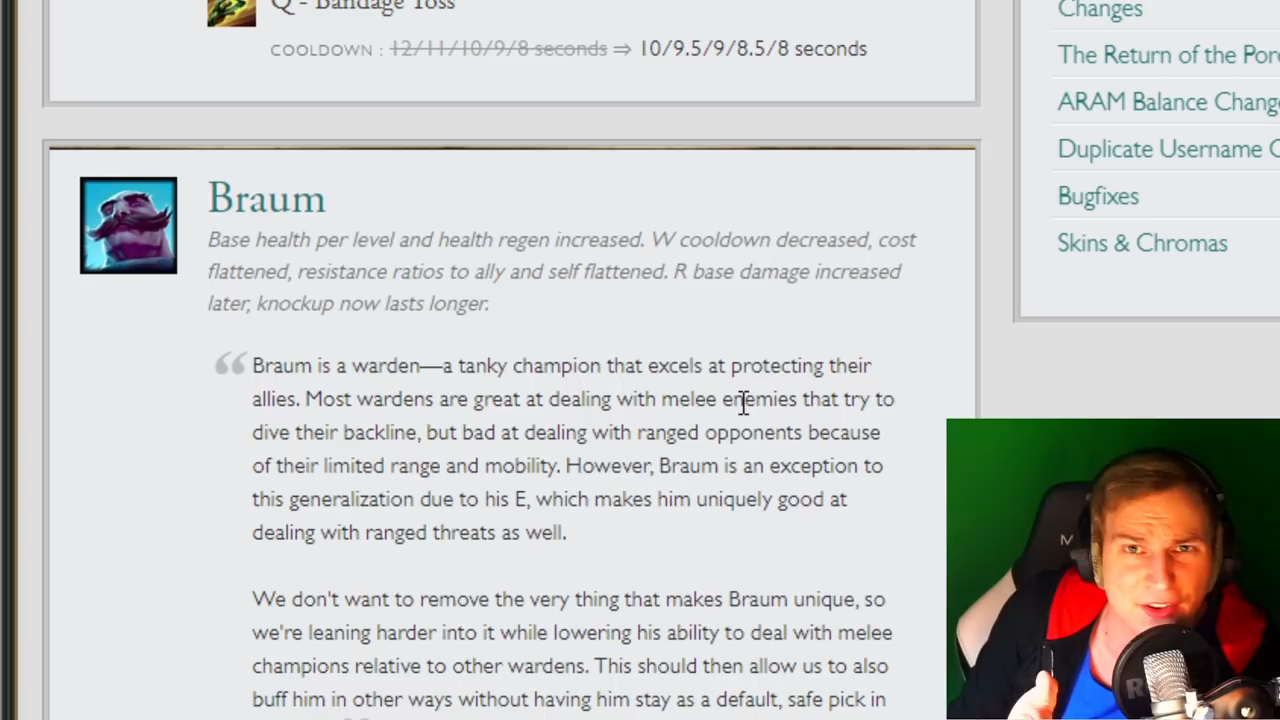 Q - Bandage Toss
COOLDOWN : 12/11/10/9/8 seconds ⇒ 10/9.5/9/8.5/8 seconds
Braum
Base health per level and health regen increased. W cooldown decreased, cost
flattened, resistance ratios to ally and self flattened. R base damage increased
later, knockup now lasts longer.
“ Braum is a warden—a tanky champion that excels at protecting their
allies. Most wardens are great at dealing with melee enemies that try to
dive their backline, but bad at dealing with ranged opponents because
of their limited range and mobility. However, Braum is an exception to
this generalization due to his E, which makes him uniquely good at
dealing with ranged threats as well.
We don't want to remove the very thing that makes Braum unique, so
we're leaning harder into it while lowering his ability to deal with melee
champions relative to other wardens. This should then allow us to also
buff him in other ways without having him stay as a default, safe pick in
Changes
The Return of the Poro
ARAM Balance Change
Duplicate Username C
Bugfixes
Skins & Chromas
M
R